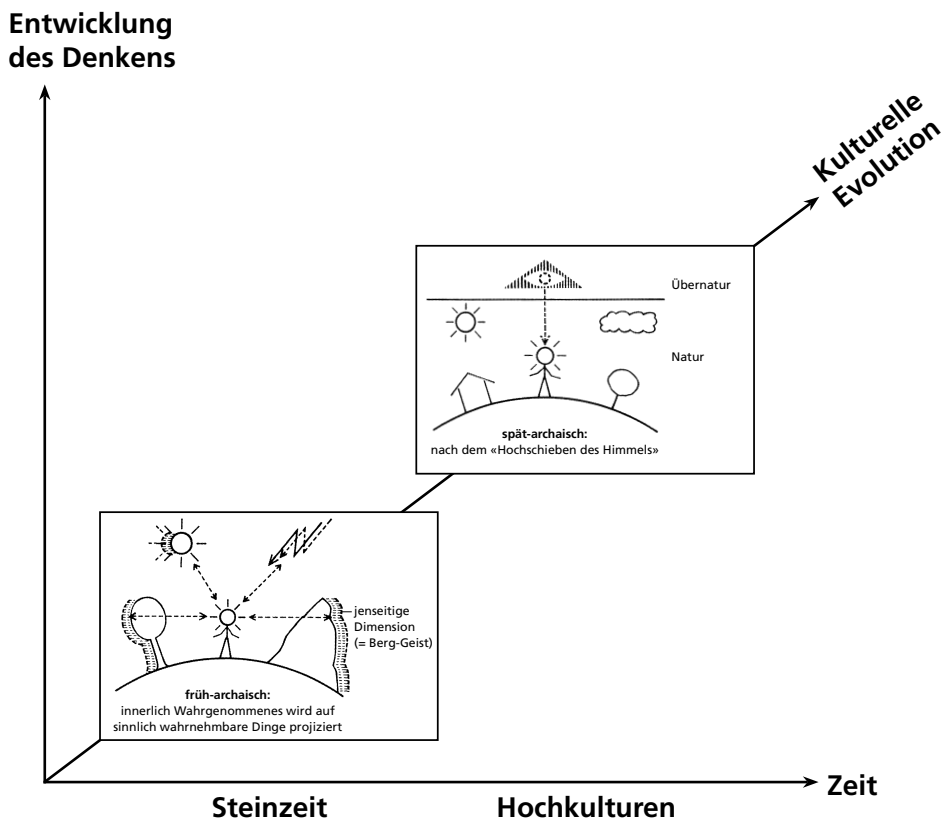 Entwicklung
des Denkens
Kulturelle
Evolution
Übernatur
Natur
spät-archaisch:
nach dem «Hochschieben des Himmels»
jenseitige
Dimension
(= Berg-Geist)
früh-archaisch:
innerlich Wahrgenommenes wird auf
sinnlich wahrnehmbare Dinge projiziert
Zeit
Steinzeit
Hochkulturen